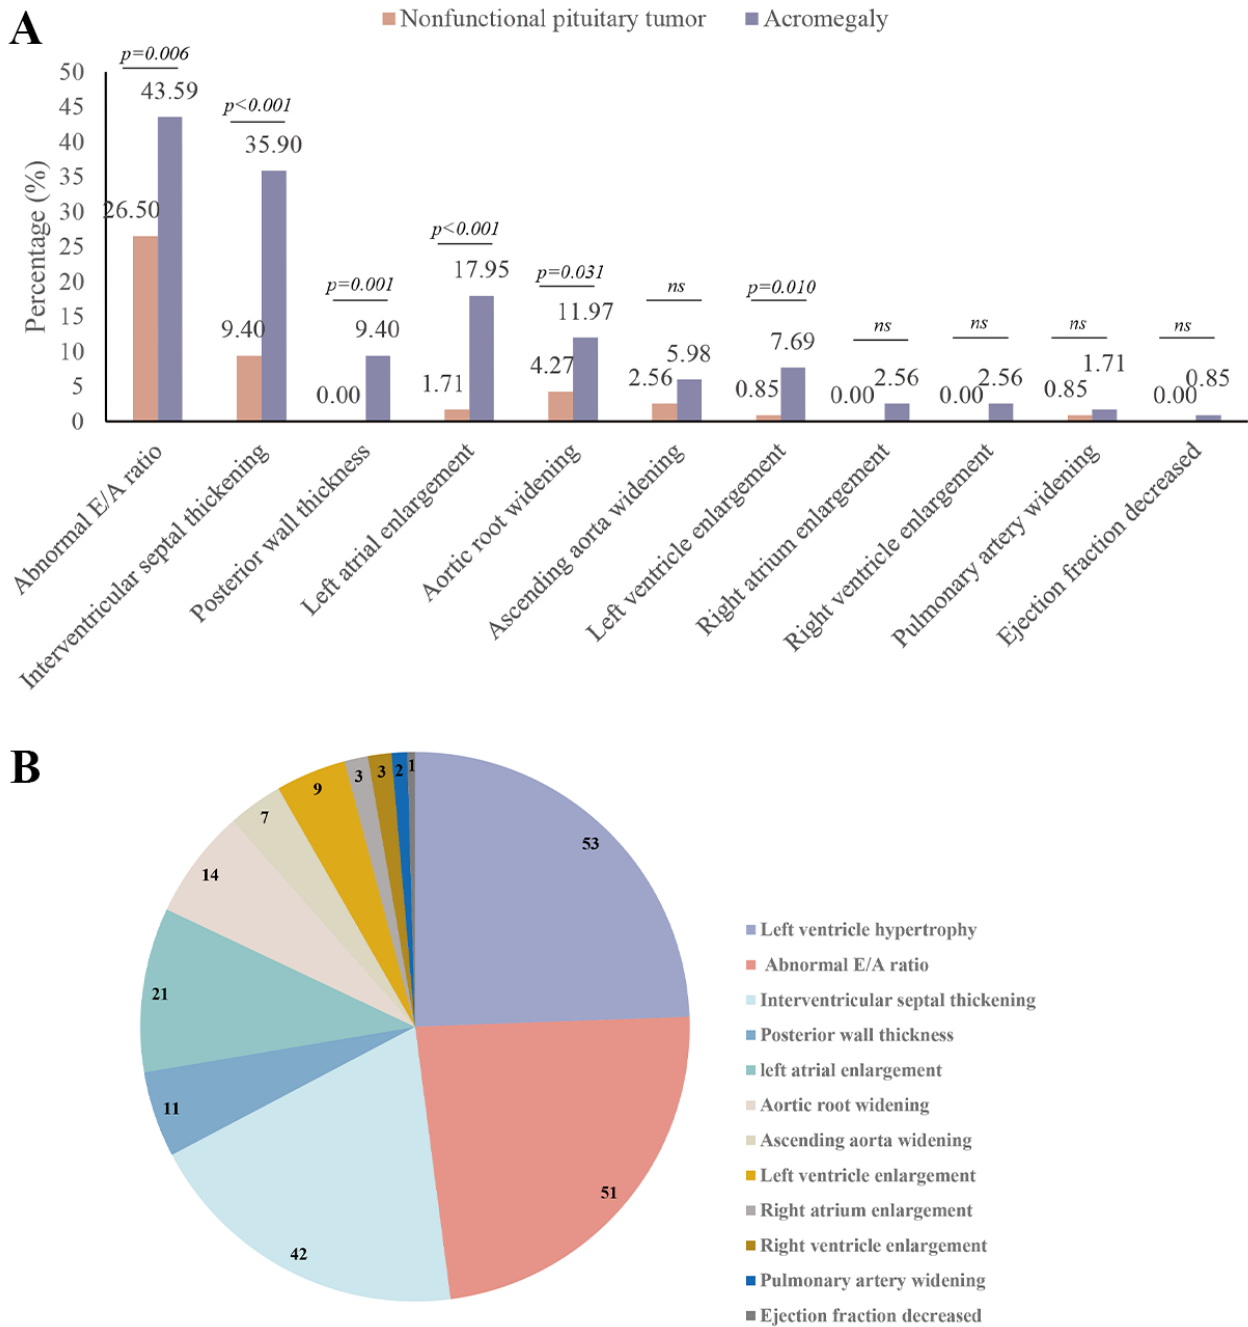 A
Nonfunctional pituitary tumor
Acromegaly
Percentage (%)
50
45
40
35
30
25
20
15
10
5
0
p=0.006
43.59
26.50
p<0.001
35.90
9.40
p=0.001
9.40
0.00
p<0.001
17.95
1.71
p=0.031
11.97
4.27
ns
5.98
2.56
p=0.010
7.69
0.85
ns
2.56
0.00
ns
2.56
0.00
ns
1.71
0.85
ns
0.85
0.00
Abnormal E/A ratio
Interventricular septal thickening
Posterior wall thickness
Left atrial enlargement
Aortic root widening
Ascending aorta widening
Left ventricle enlargement
Right atrium enlargement
Right ventricle enlargement
Pulmonary artery widening
Ejection fraction decreased
B
53
51
42
11
21
14
7
9
3
3
2
1
Left ventricle hypertrophy
Abnormal E/A ratio
Interventricular septal thickening
Posterior wall thickness
left atrial enlargement
Aortic root widening
Ascending aorta widening
Left ventricle enlargement
Right atrium enlargement
Right ventricle enlargement
Pulmonary artery widening
Ejection fraction decreased